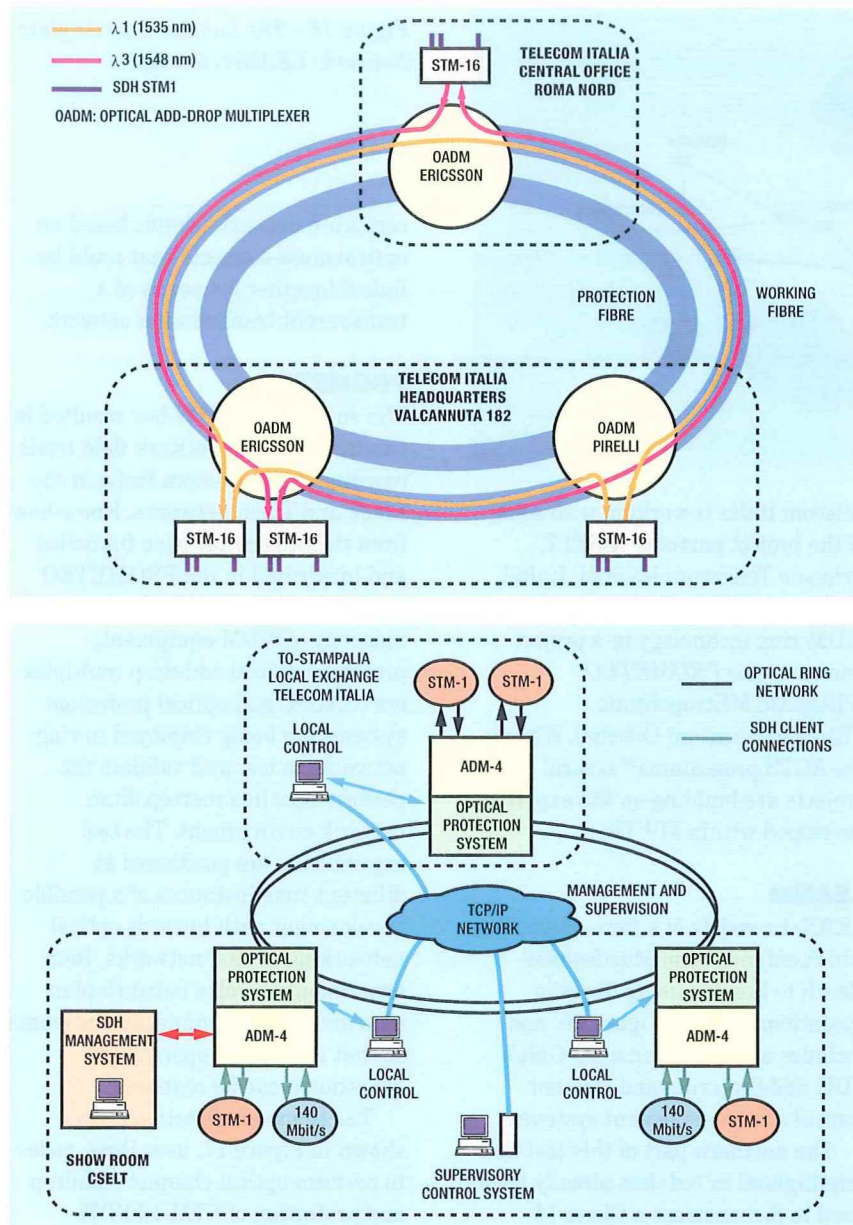 λ1 (1535 nm)
λ3 (1548 nm)
SDH STM1
OADM: OPTICAL ADD-DROP MULTIPLEXER
STM-16
TELECOM ITALIA
CENTRAL OFFICE
ROMA NORD
OADM
ERICSSON
PROTECTION
FIBRE
WORKING
FIBRE
TELECOM ITALIA
HEADQUARTERS
VALCANNUTA 182
OADM
ERICSSON
OADM
PIRELLI
STM-16
STM-16
STM-16
TO-STAMPALIA
LOCAL EXCHANGE
TELECOM ITALIA
STM-1
STM-1
OPTICAL RING
NETWORK
SDH CLIENT
CONNECTIONS
LOCAL
CONTROL
ADM-4
OPTICAL
PROTECTION
SYSTEM
MANAGEMENT AND
SUPERVISION
TCP/IP
NETWORK
OPTICAL
PROTECTION
SYSTEM
OPTICAL
PROTECTION
SYSTEM
SDH
MANAGEMENT
SYSTEM
ADM-4
LOCAL
CONTROL
LOCAL
CONTROL
ADM-4
STM-1
140
Mbit/s
140
Mbit/s
STM-1
SHOW ROOM
CSELT
SUPERVISORY
CONTROL SYSTEM